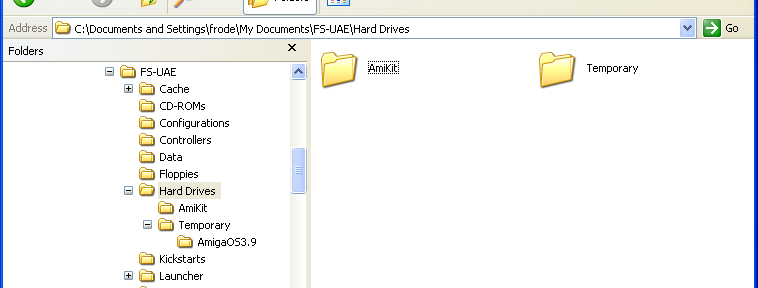 Folders
Address C:\Documents and Settings\frode\My Documents\FS-UAE\Hard Drives Go
Folders
FS-UAE
Cache
CD-ROMs
Configurations
Controllers
Data
Floppies
Hard Drives
AmiKit
Temporary
AmigaOS3.9
Kickstarts
Launcher
AmiKit
Temporary